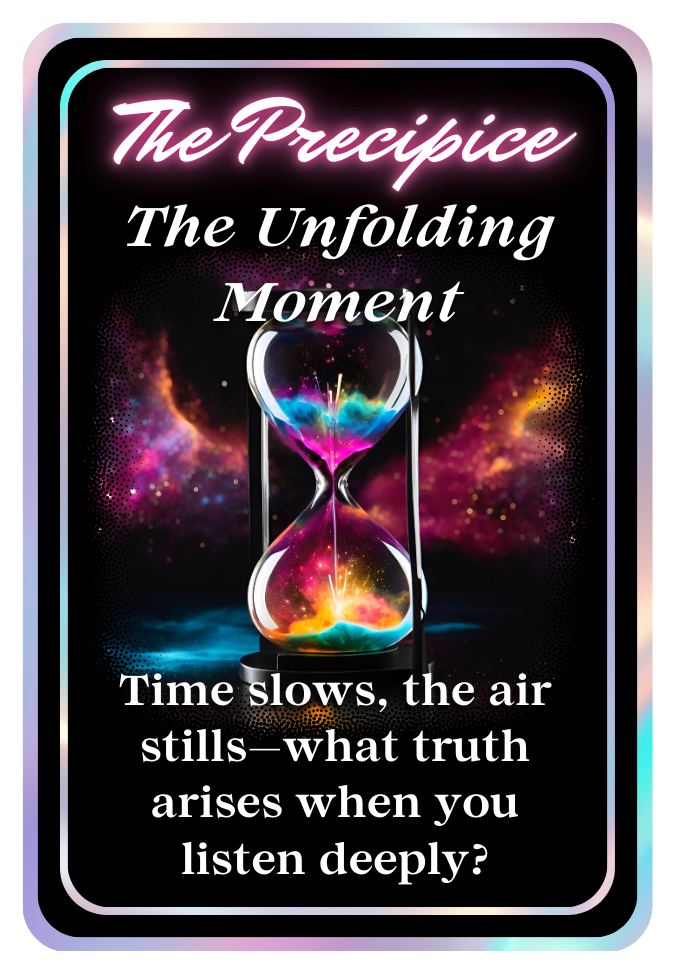 The Precipice
The Unfolding
Moment
Time slows, the air
stills—what truth
arises when you
listen deeply?